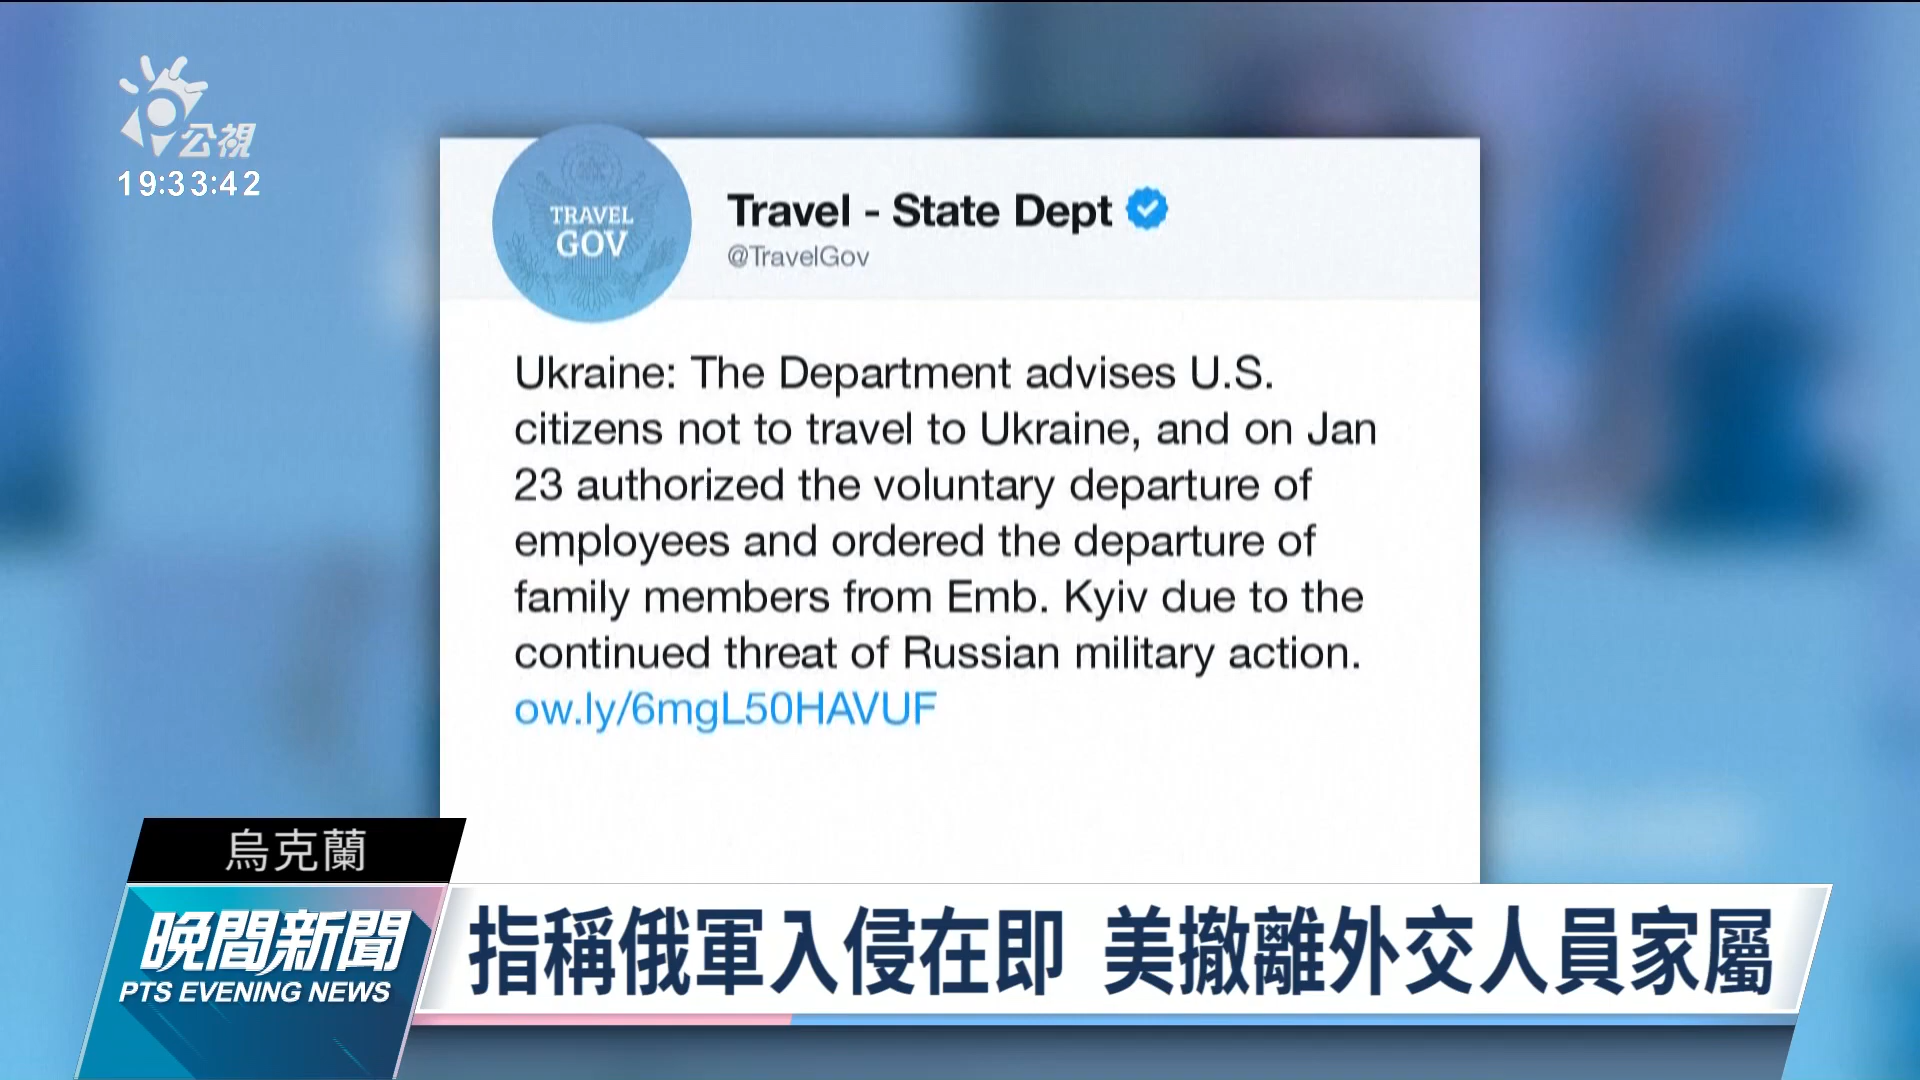 公視
19:33:42
TRAVEL
GOV
Travel - State Dept
@TravelGov
Ukraine: The Department advises U.S.
citizens not to travel to Ukraine, and on Jan
23 authorized the voluntary departure of
employees and ordered the departure of
family members from Emb. Kyiv due to the
continued threat of Russian military action.
ow.ly/6mgL50HAVUF
烏克蘭
晚間新聞
PTS EVENING NEWS
指稱俄軍入侵在即 美撤離外交人員家屬